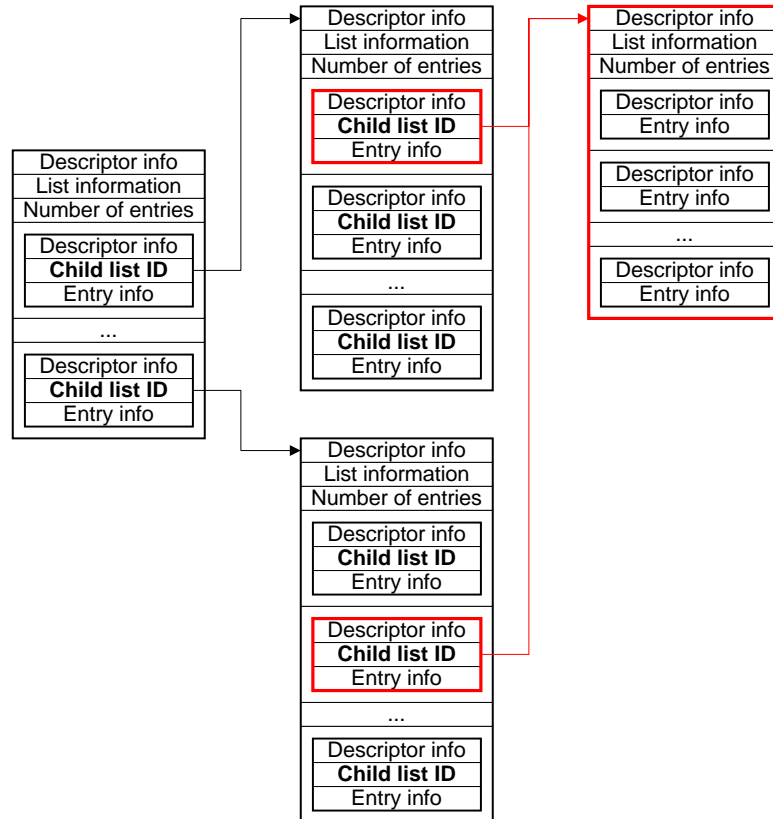 Descriptor info
List information
Number of entries
Descriptor info
Child list ID
Entry info
...
Descriptor info
Child list ID
Entry info
Descriptor info
List information
Number of entries
Descriptor info
Child list ID
Entry info
Descriptor info
Child list ID
Entry info
...
Descriptor info
Child list ID
Entry info
Descriptor info
List information
Number of entries
Descriptor info
Child list ID
Entry info
Descriptor info
Child list ID
Entry info
...
Descriptor info
Child list ID
Entry info
Descriptor info
List information
Number of entries
Descriptor info
Entry info
Descriptor info
Entry info
...
Descriptor info
Entry info